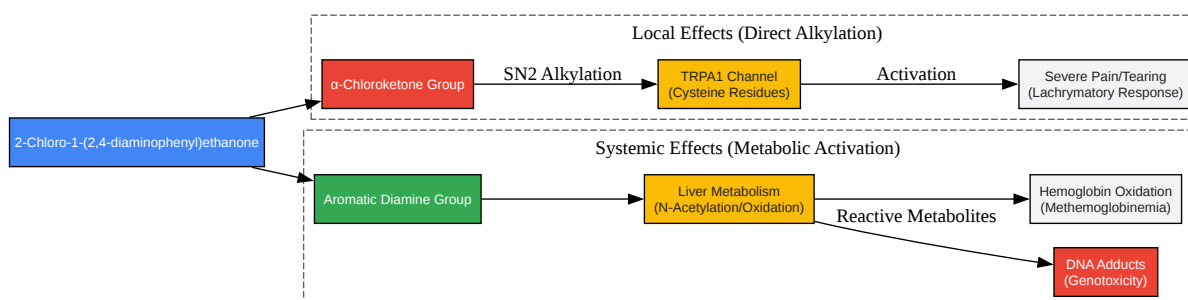 Local Effects (Direct Alkylation)
α-Chloroketone Group
SN2 Alkylation
TRPA1 Channel
(Cysteine Residues)
Activation
Severe Pain/Tearing
(Lachrymatory Response)
2-Chloro-1-(2,4-diaminophenyl)ethanone
Systemic Effects (Metabolic Activation)
Aromatic Diamine Group
Liver Metabolism
(N-Acetylation/Oxidation)
Hemoglobin Oxidation
(Methemoglobinemia)
Reactive Metabolites
DNA Adducts
(Genotoxicity)